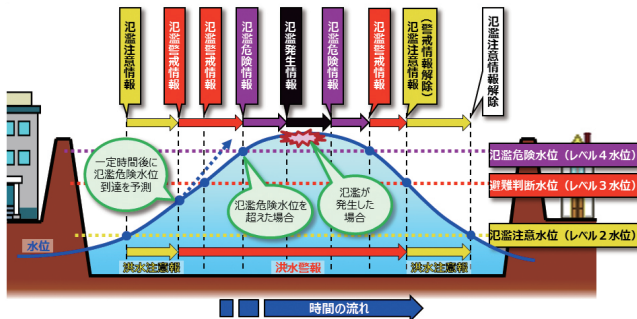 氾濫注意情報
氾濫警戒情報
氾濫警戒情報
氾濫危険情報
氾濫発生情報
氾濫危険情報
氾濫警戒情報
氾濫注意情報
(警戒情報解除)
氾濫注意情報解除
一定時間後に
氾濫危険水位
到達を予測
氾濫危険水位を
超えた場合
氾濫が
発生した
場合
氾濫危険水位(レベル4水位)
避難判断水位(レベル3水位)
氾濫注意水位(レベル2水位)
水位
洪水注意報
洪水警報
洪水注意報
時間の流れ